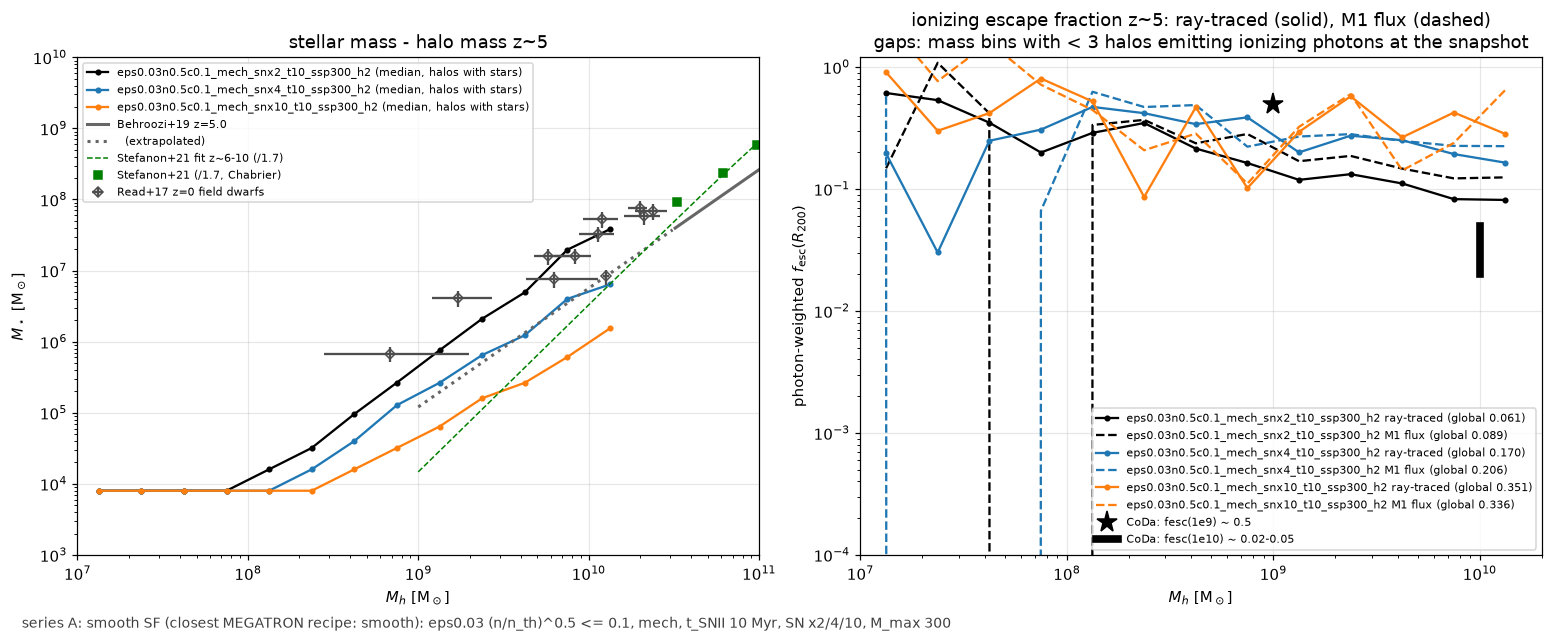 stellar mass - halo mass z~5
10^10
10^9
10^8
10^7
10^6
10^5
10^4
10^3
M⋆ [M⊙]
eps0.03n0.5c0.1_mech_snx2_t10_ssp300_h2 (median, halos with stars)
eps0.03n0.5c0.1_mech_snx4_t10_ssp300_h2 (median, halos with stars)
eps0.03n0.5c0.1_mech_snx10_t10_ssp300_h2 (median, halos with stars)
Behroozi+19 z=5.0
(extrapolated)
Stefanon+21 fit z~6-10 (/1.7)
Stefanon+21 (/1.7, Chabrier)
Read+17 z=0 field dwarfs
10^7 10^8 10^9 10^10 10^11
M_h [M⊙]
ionizing escape fraction z~5: ray-traced (solid), M1 flux (dashed)
gaps: mass bins with < 3 halos emitting ionizing photons at the snapshot
10^0
10^−1
10^−2
10^−3
10^−4
photon-weighted f_esc(R_200)
eps0.03n0.5c0.1_mech_snx2_t10_ssp300_h2 ray-traced (global 0.061)
eps0.03n0.5c0.1_mech_snx2_t10_ssp300_h2 M1 flux (global 0.089)
eps0.03n0.5c0.1_mech_snx4_t10_ssp300_h2 ray-traced (global 0.170)
eps0.03n0.5c0.1_mech_snx4_t10_ssp300_h2 M1 flux (global 0.206)
eps0.03n0.5c0.1_mech_snx10_t10_ssp300_h2 ray-traced (global 0.351)
eps0.03n0.5c0.1_mech_snx10_t10_ssp300_h2 M1 flux (global 0.336)
CoDa: fesc(1e9) ~ 0.5
CoDa: fesc(1e10) ~ 0.02-0.05
10^7 10^8 10^9 10^10
M_h [M⊙]
series A: smooth SF (closest MEGATRON recipe: smooth): eps0.03 (n/n_th)^0.5 <= 0.1, mech, t_SNII 10 Myr, SN x2/4/10, M_max 300